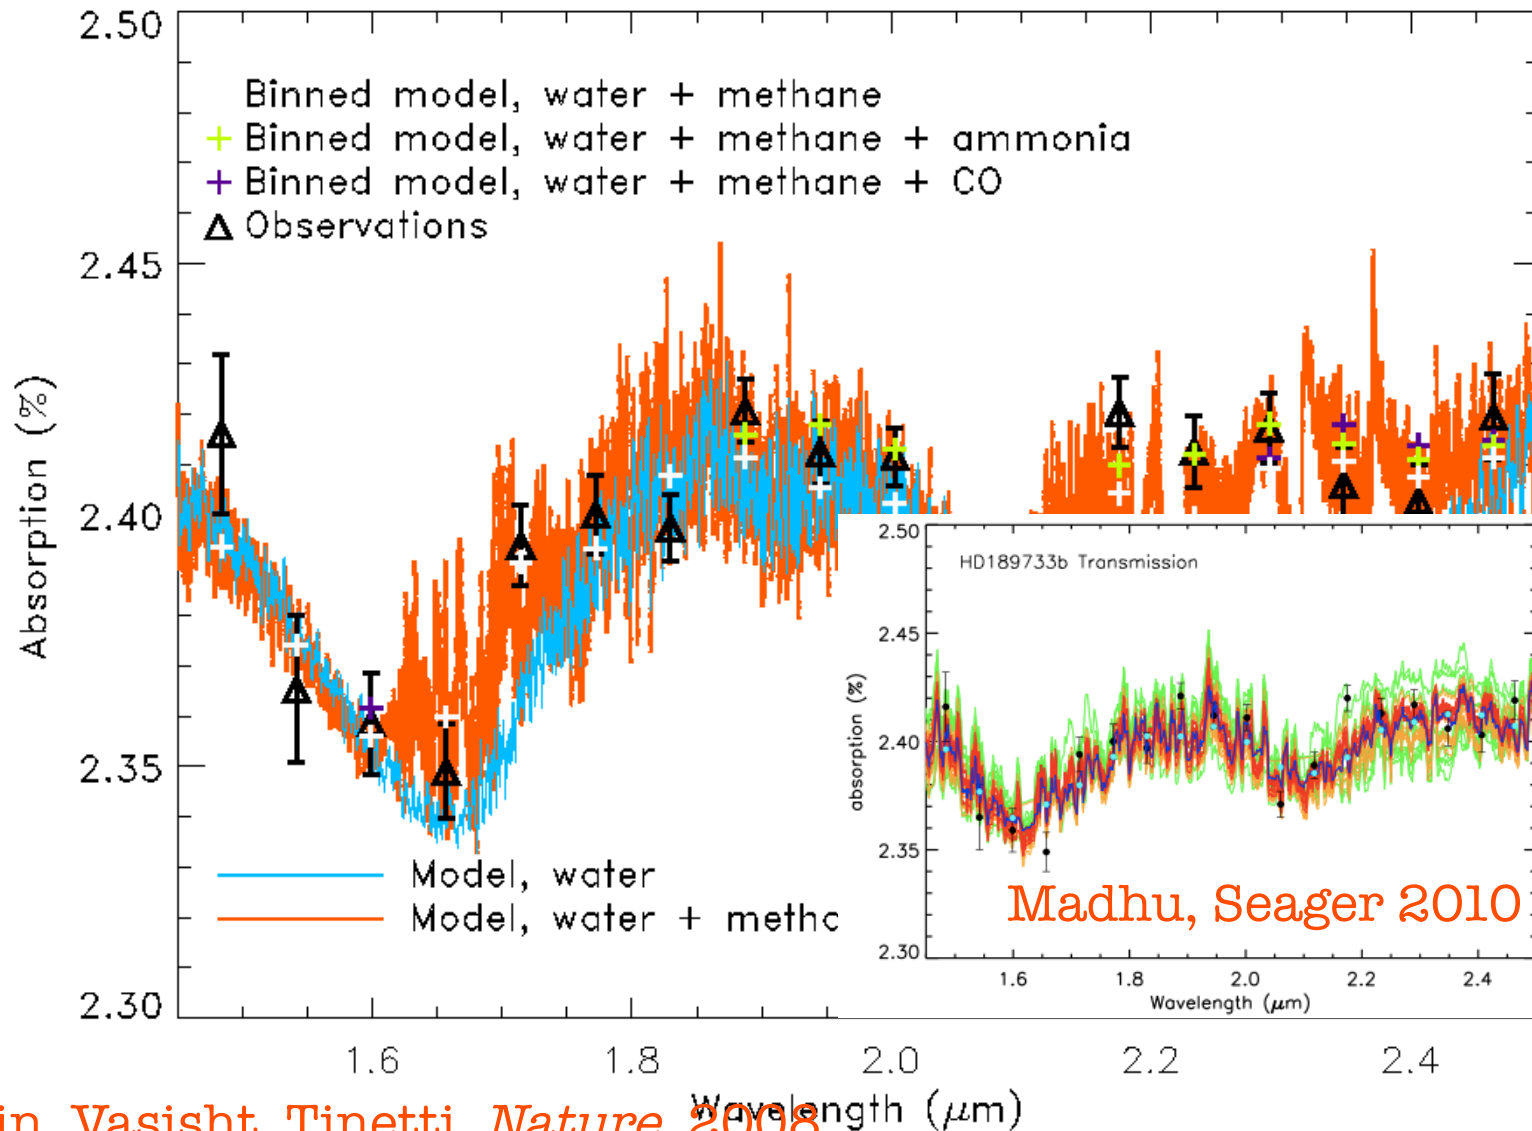 2.50
Binned model, water + methane
+ Binned model, water + methane + ammonia
+ Binned model, water + methane + CO
△ Observations
2.45
2.40
2.35
2.30
Absorption (%)
Model, water
Model, water +
1.6 1.8 2.0 2.2 2.4
Wavelength (μm)
2.50
HD189733b Transmission
2.45
2.40
2.35
2.30
absorption (%)
Madhu, Seager 2010
1.6 1.8 2.0 2.2 2.4
Wavelength (μm)
Vasisht, Tinetti, Nature 2008